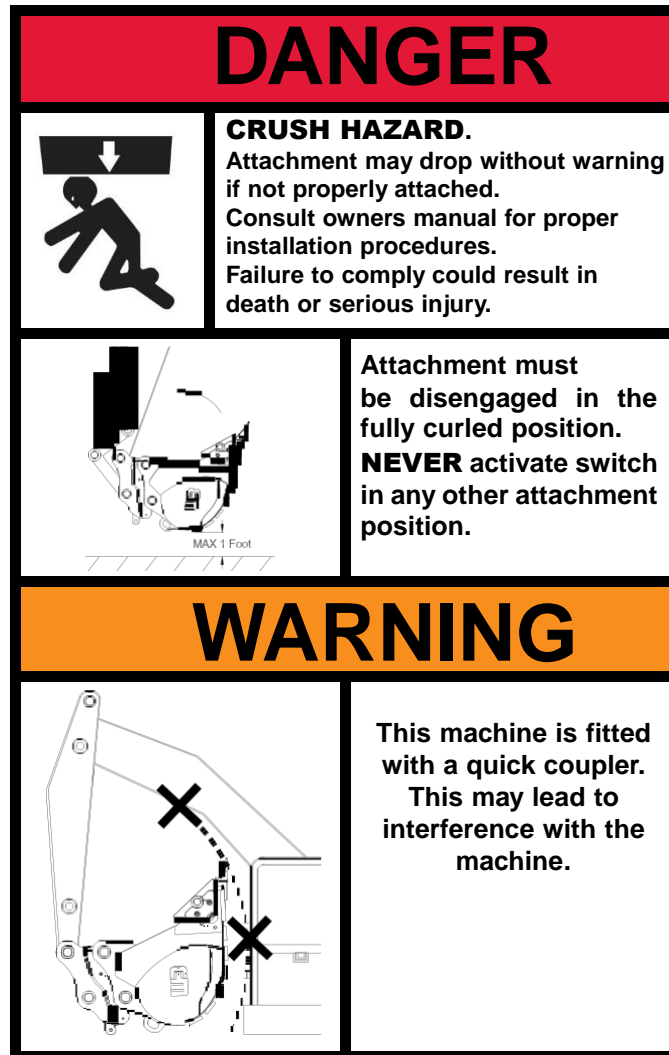 DANGER
CRUSH HAZARD.
Attachment may drop without warning
if not properly attached.
Consult owners manual for proper
installation procedures.
Failure to comply could result in
death or serious injury.
MAX 1 Foot
Attachment must
be disengaged in the
fully curled position.
NEVER activate switch
in any other attachment
position.
WARNING
This machine is fitted
with a quick coupler.
This may lead to
interference with the
machine.